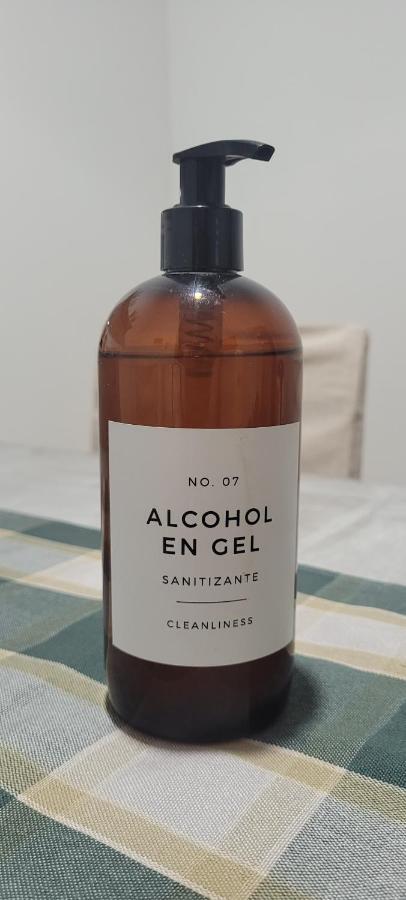 NO. 07
ALCOHOL
EN GEL
SANITIZANTE
CLEANLINESS